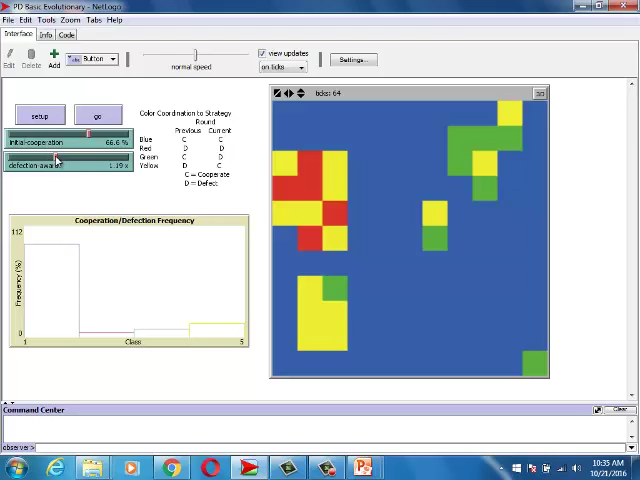 PD Basic Evolutionary - NetLogo
File Edit Tools Zoom Tabs Help
Interface Info Code
Edit Delete Add
Button
normal speed
view updates
on ticks
Settings...
ticks: 64
3D
setup go
initial-cooperation 66.6 %
defection-award 1.19 x
Color Coordination to Strategy
Round
Previous Current
Blue C C
Red D D
Green C D
Yellow D C
C = Cooperate
D = Defect
Cooperation/Defection Frequency
112
Frequency (%)
0
1 Class 5
Command Center
Clear
observer>
10:35 AM
10/21/2016